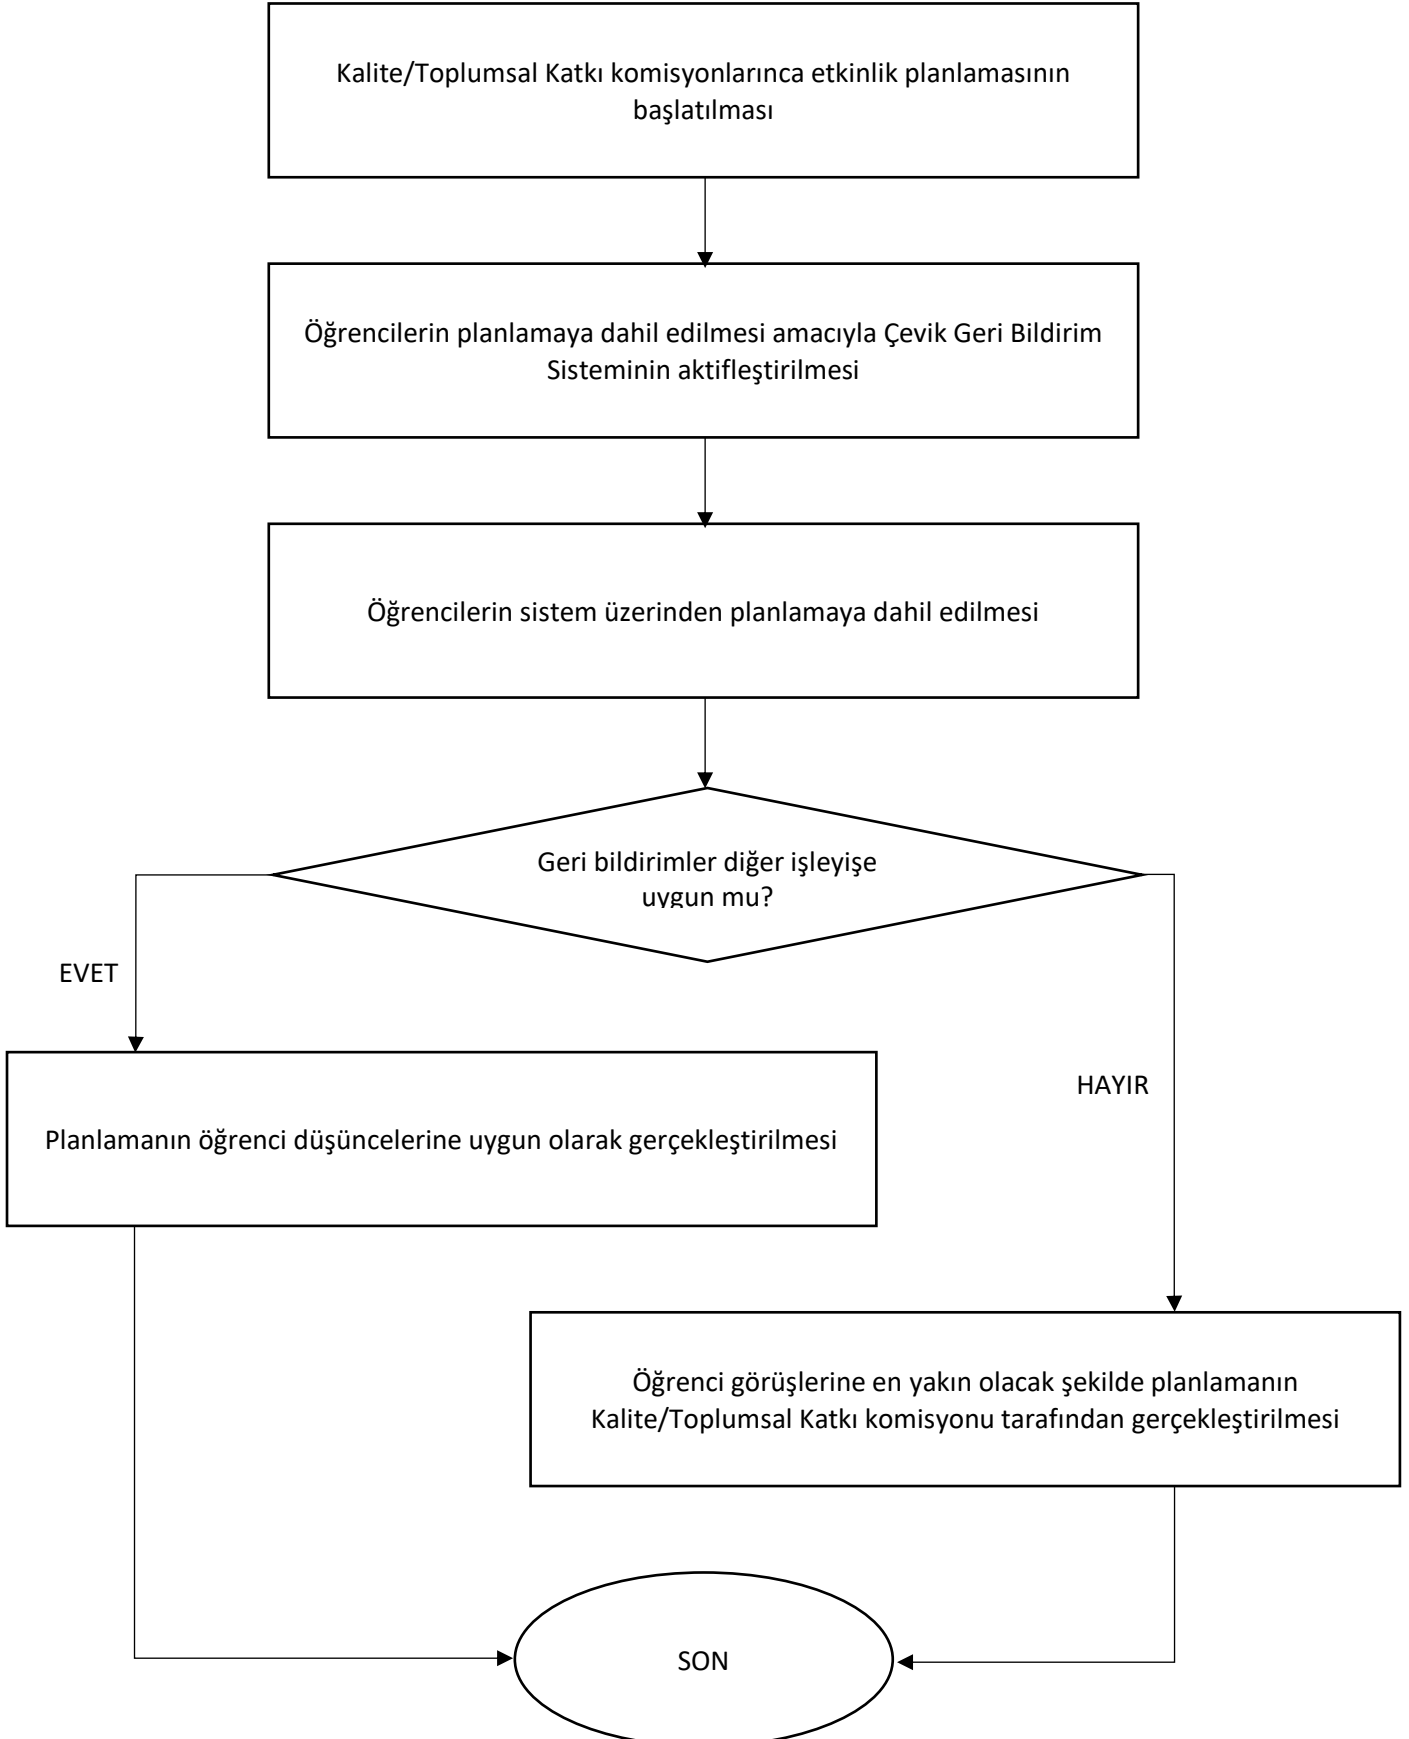 Kalite/Toplumsal Katkı komisyonlarınca etkinlik planlamasının
başlatılması
Öğrencilerin planlamaya dahil edilmesi amacıyla Çevik Geri Bildirim
Sisteminin aktifleştirilmesi
Öğrencilerin sistem üzerinden planlamaya dahil edilmesi
Geri bildirimler diğer işleyişe
uygun mu?
EVET
HAYIR
Planlamanın öğrenci düşüncelerine uygun olarak gerçekleştirilmesi
Öğrenci görüşlerine en yakın olacak şekilde planlamanın
Kalite/Toplumsal Katkı komisyonu tarafından gerçekleştirilmesi
SON